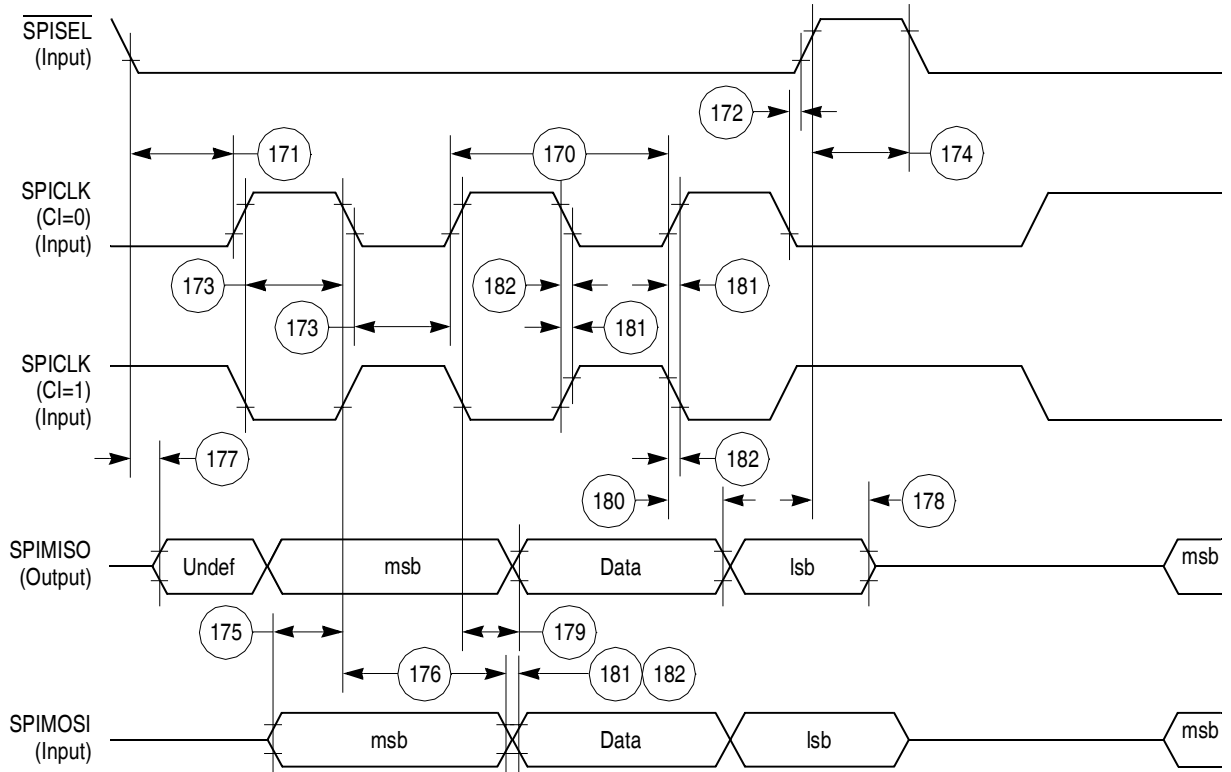 SPISEL
(Input)
172
171
170
174
SPICLK
(CI=0)
(Input)
173
182
181
173
181
SPICLK
(CI=1)
(Input)
177
182
180
178
SPIMISO
(Output)
Undef
msb
Data
lsb
msb
175
179
176
181
182
SPIMOSI
(Input)
msb
Data
lsb
msb